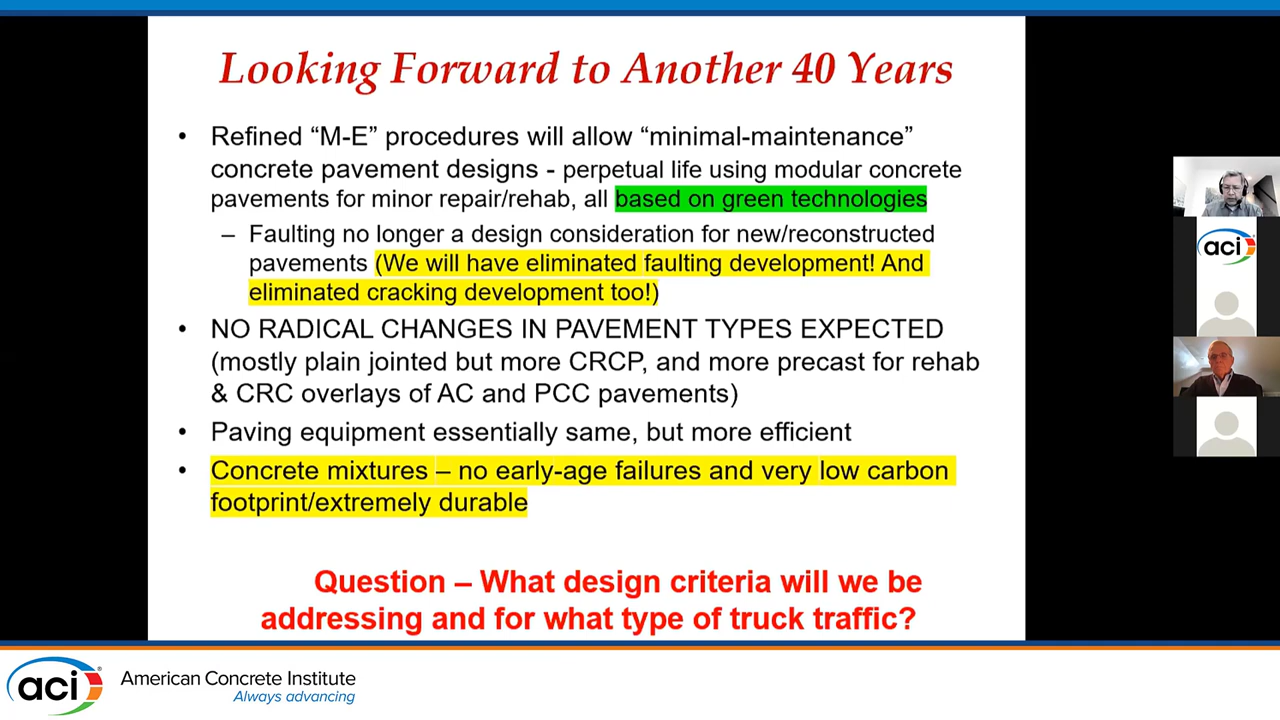 Looking Forward to Another 40 Years
• Refined “M-E” procedures will allow “minimal-maintenance”
concrete pavement designs - perpetual life using modular concrete
pavements for minor repair/rehab, all based on green technologies
– Faulting no longer a design consideration for new/reconstructed
pavements (We will have eliminated faulting development! And
eliminated cracking development too!)
• NO RADICAL CHANGES IN PAVEMENT TYPES EXPECTED
(mostly plain jointed but more CRCP, and more precast for rehab
& CRC overlays of AC and PCC pavements)
• Paving equipment essentially same, but more efficient
• Concrete mixtures – no early-age failures and very low carbon
footprint/extremely durable
Question – What design criteria will we be
addressing and for what type of truck traffic?
aci
aci®
American Concrete Institute
Always advancing